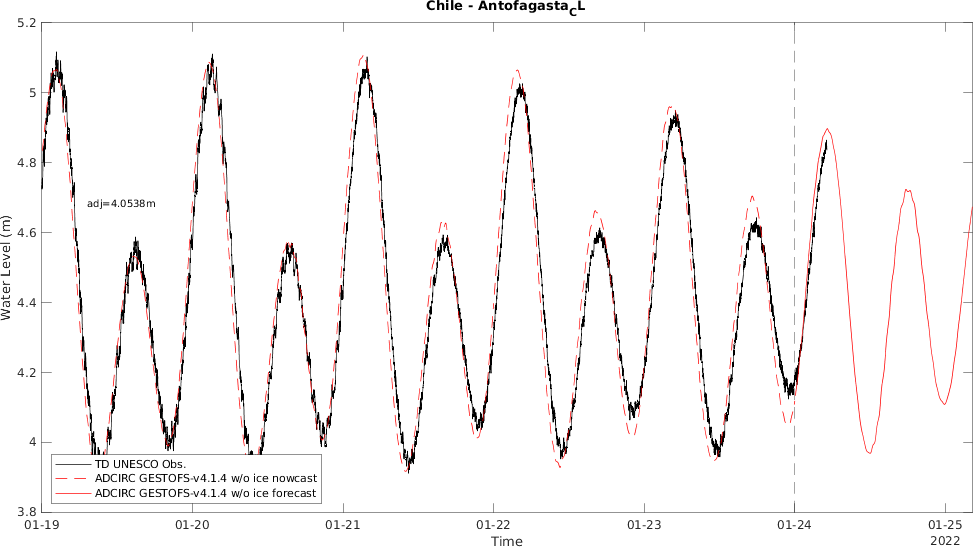 Chile - Antofagasta_CL
5.2
5
4.8
4.6
4.4
4.2
4
3.8
Water Level (m)
adj=4.0538m
TD UNESCO Obs.
ADCIRC GESTOFS-v4.1.4 w/o ice nowcast
ADCIRC GESTOFS-v4.1.4 w/o ice forecast
01-19 01-20 01-21 01-22 01-23 01-24 01-25
Time
2022